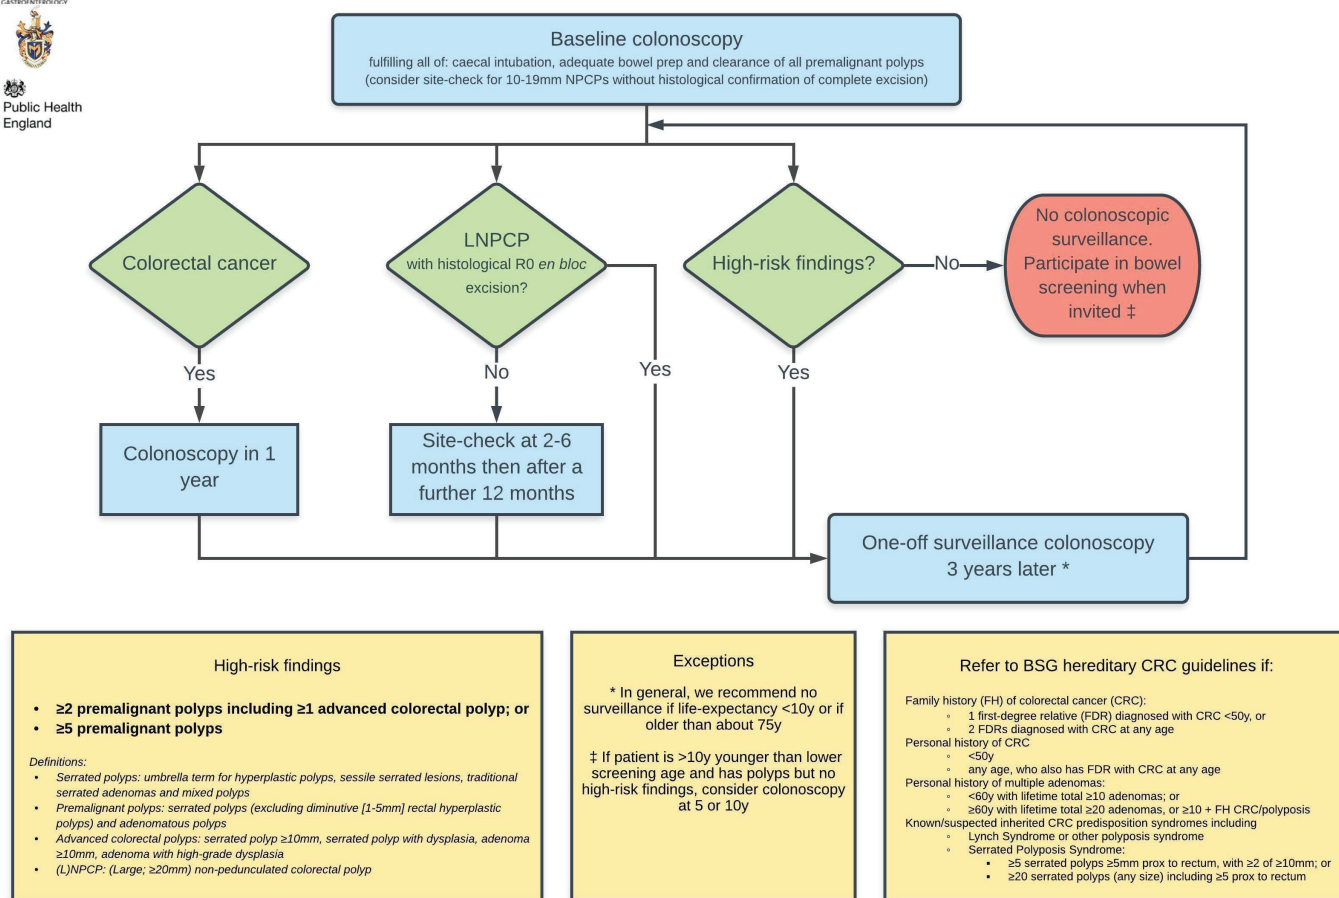 GASTROENTEROLOGY
Public Health
England
Baseline colonoscopy
fulfilling all of: caecal intubation, adequate bowel prep and clearance of all premalignant polyps
(consider site-check for 10-19mm NPCPs without histological confirmation of complete excision)
Colorectal cancer
LNPCP
with histological R0 en bloc
excision?
High-risk findings?
No
No colonoscopic
surveillance.
Participate in bowel
screening when
invited ‡
Yes
No
Yes
Yes
Colonoscopy in 1
year
Site-check at 2-6
months then after a
further 12 months
One-off surveillance colonoscopy
3 years later *
High-risk findings
• ≥2 premalignant polyps including ≥1 advanced colorectal polyp; or
• ≥5 premalignant polyps
Definitions:
• Serrated polyps: umbrella term for hyperplastic polyps, sessile serrated lesions, traditional
serrated adenomas and mixed polyps
• Premalignant polyps: serrated polyps (excluding diminutive [1-5mm] rectal hyperplastic
polyps) and adenomatous polyps
• Advanced colorectal polyps: serrated polyp ≥10mm, serrated polyp with dysplasia, adenoma
≥10mm, adenoma with high-grade dysplasia
• (L)NPCP: (Large; ≥20mm) non-pedunculated colorectal polyp
Exceptions
* In general, we recommend no
surveillance if life-expectancy <10y or if
older than about 75y
‡ If patient is >10y younger than lower
screening age and has polyps but no
high-risk findings, consider colonoscopy
at 5 or 10y
Refer to BSG hereditary CRC guidelines if:
Family history (FH) of colorectal cancer (CRC):
◦ 1 first-degree relative (FDR) diagnosed with CRC <50y, or
◦ 2 FDRs diagnosed with CRC at any age
Personal history of CRC
◦ <50y
◦ any age, who also has FDR with CRC at any age
Personal history of multiple adenomas:
◦ <60y with lifetime total ≥10 adenomas; or
◦ ≥60y with lifetime total ≥20 adenomas, or ≥10 + FH CRC/polyposis
Known/suspected inherited CRC predisposition syndromes including
◦ Lynch Syndrome or other polyposis syndrome
◦ Serrated Polyposis Syndrome:
▪ ≥5 serrated polyps ≥5mm prox to rectum, with ≥2 of ≥10mm; or
▪ ≥20 serrated polyps (any size) including ≥5 prox to rectum